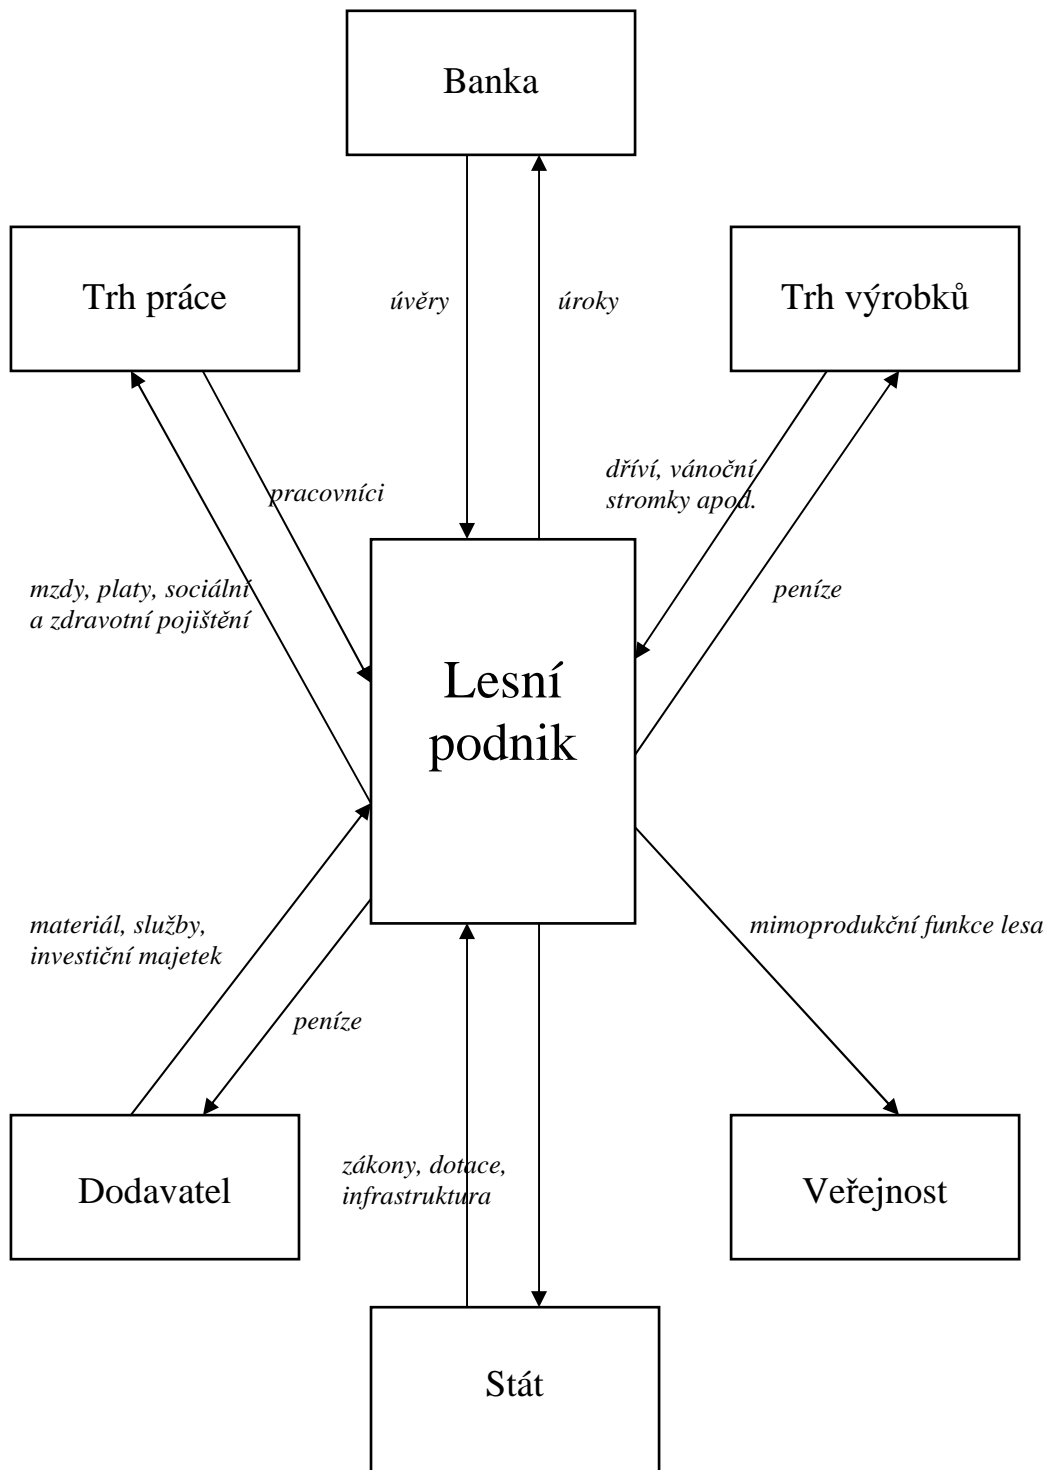 Banka
Trh práce
úvěry
úroky
Trh výrobků
dříví, vánoční
stromky apod.
pracovníci
mzdy, platy, sociální
a zdravotní pojištění
peníze
Lesní
podnik
materiál, služby,
investiční majetek
mimoprodukční funkce lesa
peníze
zákony, dotace,
infrastruktura
Dodavatel
Veřejnost
Stát